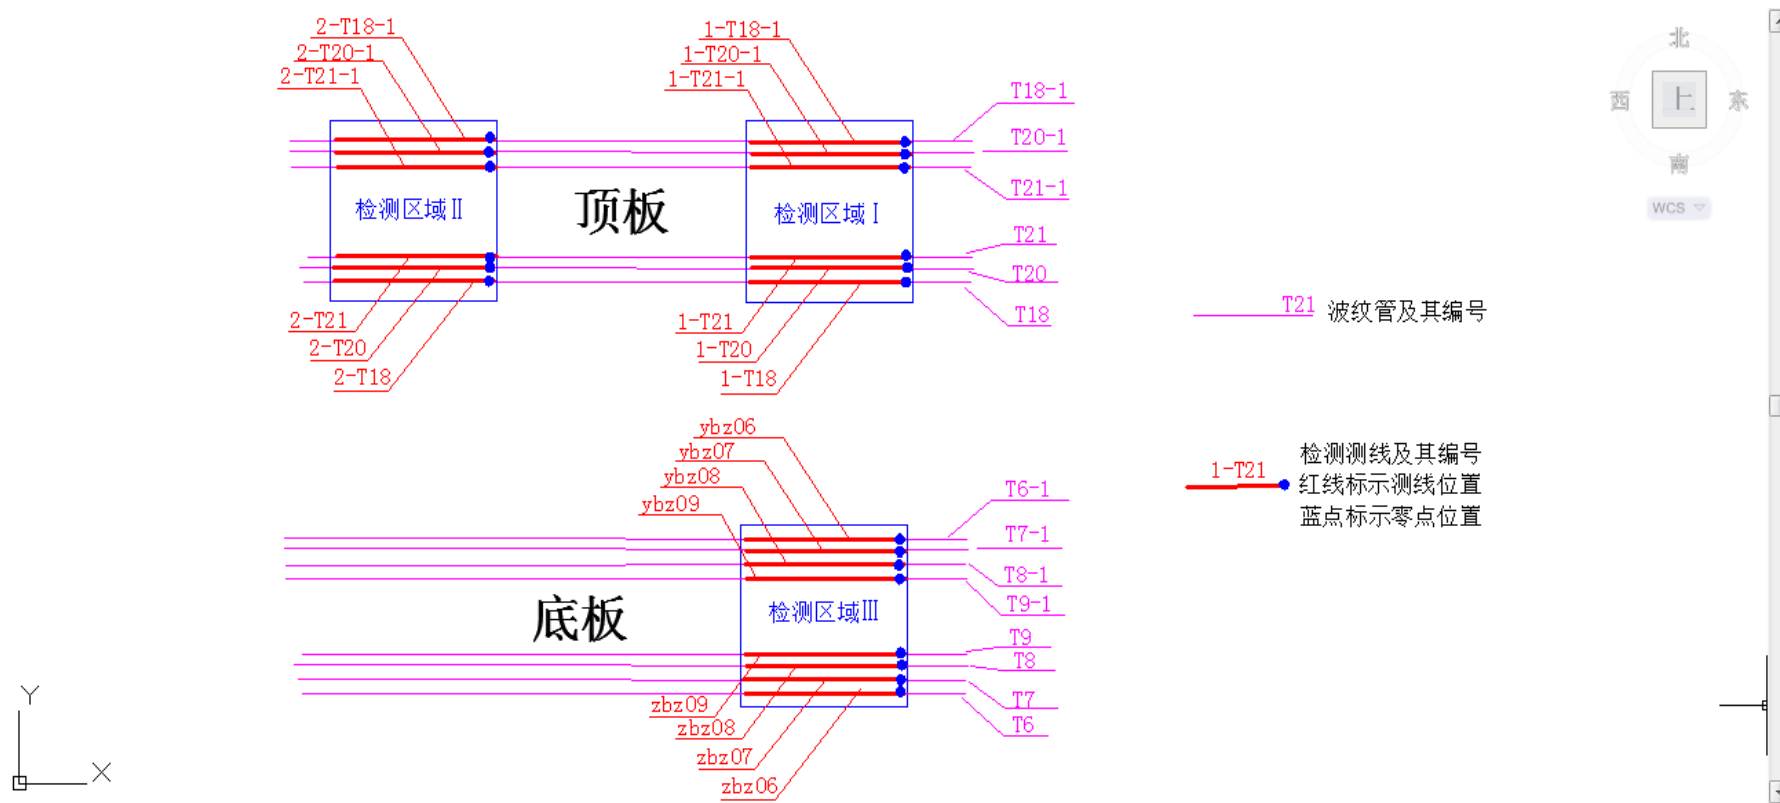 2-T18-1
2-T20-1
2-T21-1
1-T18-1
1-T20-1
1-T21-1
T18-1
T20-1
T21-1
检测区域Ⅱ
顶板
检测区域Ⅰ
T21
T20
T18
2-T21
2-T20
2-T18
1-T21
1-T20
1-T18
北
西
上
东
南
WCS
T21 波纹管及其编号
1-T21
检测测线及其编号
红线标示测线位置
蓝点标示零点位置
ybz06
ybz07
ybz08
ybz09
T6-1
T7-1
T8-1
T9-1
底板
检测区域Ⅲ
T9
T8
T7
T6
zbz09
zbz08
zbz07
zbz06
Y
X